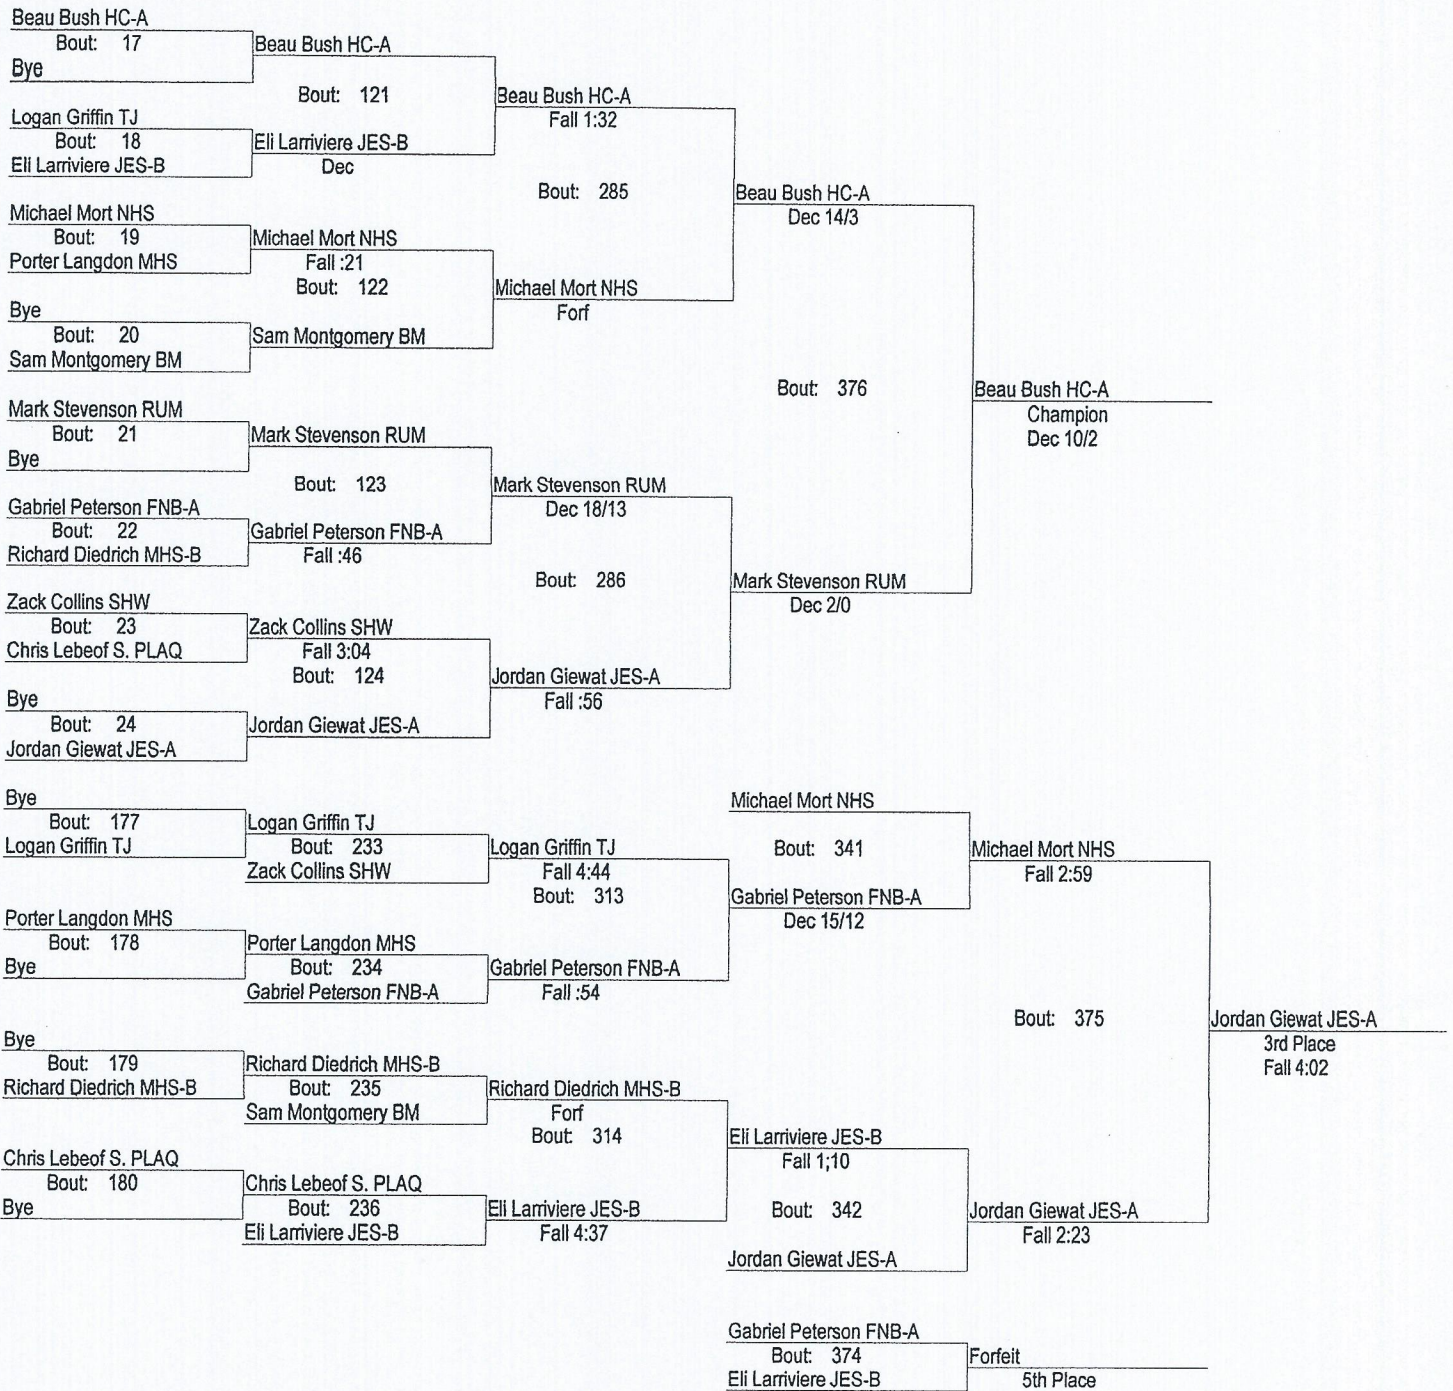 Beau Bush HC-A
Bout: 17
Bye
Beau Bush HC-A
Bout: 121
Logan Griffin TJ
Bout: 18
Eli Larriviere JES-B
Eli Larriviere JES-B
Dec
Beau Bush HC-A
Fall 1:32
Bout: 285
Michael Mort NHS
Bout: 19
Porter Langdon MHS
Michael Mort NHS
Fall :21
Bout: 122
Bye
Bout: 20
Sam Montgomery BM
Sam Montgomery BM
Michael Mort NHS
Forf
Beau Bush HC-A
Dec 14/3
Bout: 376
Mark Stevenson RUM
Bout: 21
Bye
Mark Stevenson RUM
Bout: 123
Gabriel Peterson FNB-A
Bout: 22
Richard Diedrich MHS-B
Gabriel Peterson FNB-A
Fall :46
Mark Stevenson RUM
Dec 18/13
Bout: 286
Zack Collins SHW
Bout: 23
Chris Lebeof S. PLAQ
Zack Collins SHW
Fall 3:04
Bout: 124
Bye
Bout: 24
Jordan Giewat JES-A
Jordan Giewat JES-A
Jordan Giewat JES-A
Fall :56
Mark Stevenson RUM
Dec 2/0
Beau Bush HC-A
Champion
Dec 10/2
Bye
Bout: 177
Logan Griffin TJ
Logan Griffin TJ
Bout: 233
Zack Collins SHW
Logan Griffin TJ
Fall 4:44
Bout: 313
Porter Langdon MHS
Bout: 178
Bye
Porter Langdon MHS
Bout: 234
Gabriel Peterson FNB-A
Gabriel Peterson FNB-A
Fall :54
Michael Mort NHS
Bout: 341
Gabriel Peterson FNB-A
Dec 15/12
Michael Mort NHS
Fall 2:59
Bout: 375
Bye
Bout: 179
Richard Diedrich MHS-B
Richard Diedrich MHS-B
Bout: 235
Sam Montgomery BM
Richard Diedrich MHS-B
Forf
Bout: 314
Chris Lebeof S. PLAQ
Bout: 180
Bye
Chris Lebeof S. PLAQ
Bout: 236
Eli Larriviere JES-B
Eli Larriviere JES-B
Fall 4:37
Eli Larriviere JES-B
Fall 1;10
Bout: 342
Jordan Giewat JES-A
Jordan Giewat JES-A
Fall 2:23
Jordan Giewat JES-A
3rd Place
Fall 4:02
Gabriel Peterson FNB-A
Bout: 374
Eli Larriviere JES-B
Forfeit
5th Place